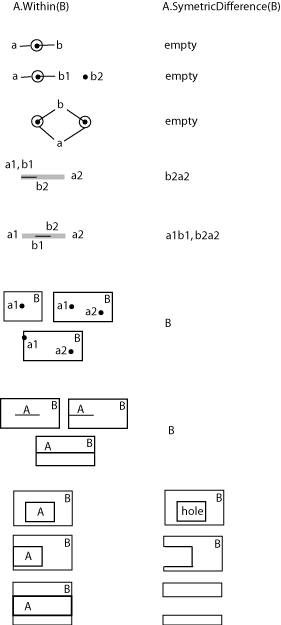 A.Within(B) A.SymetricDifference(B)
a b empty
a b1 b2 empty
b
empty
a
a1, b1
a2 b2a2
b2
b2
a1 a2 a1b1, b2a2
b1
B B
a1 a1
a2
B
B
a1
a2
A B A B
B
A B
B B
A hole
B B
A
B
A